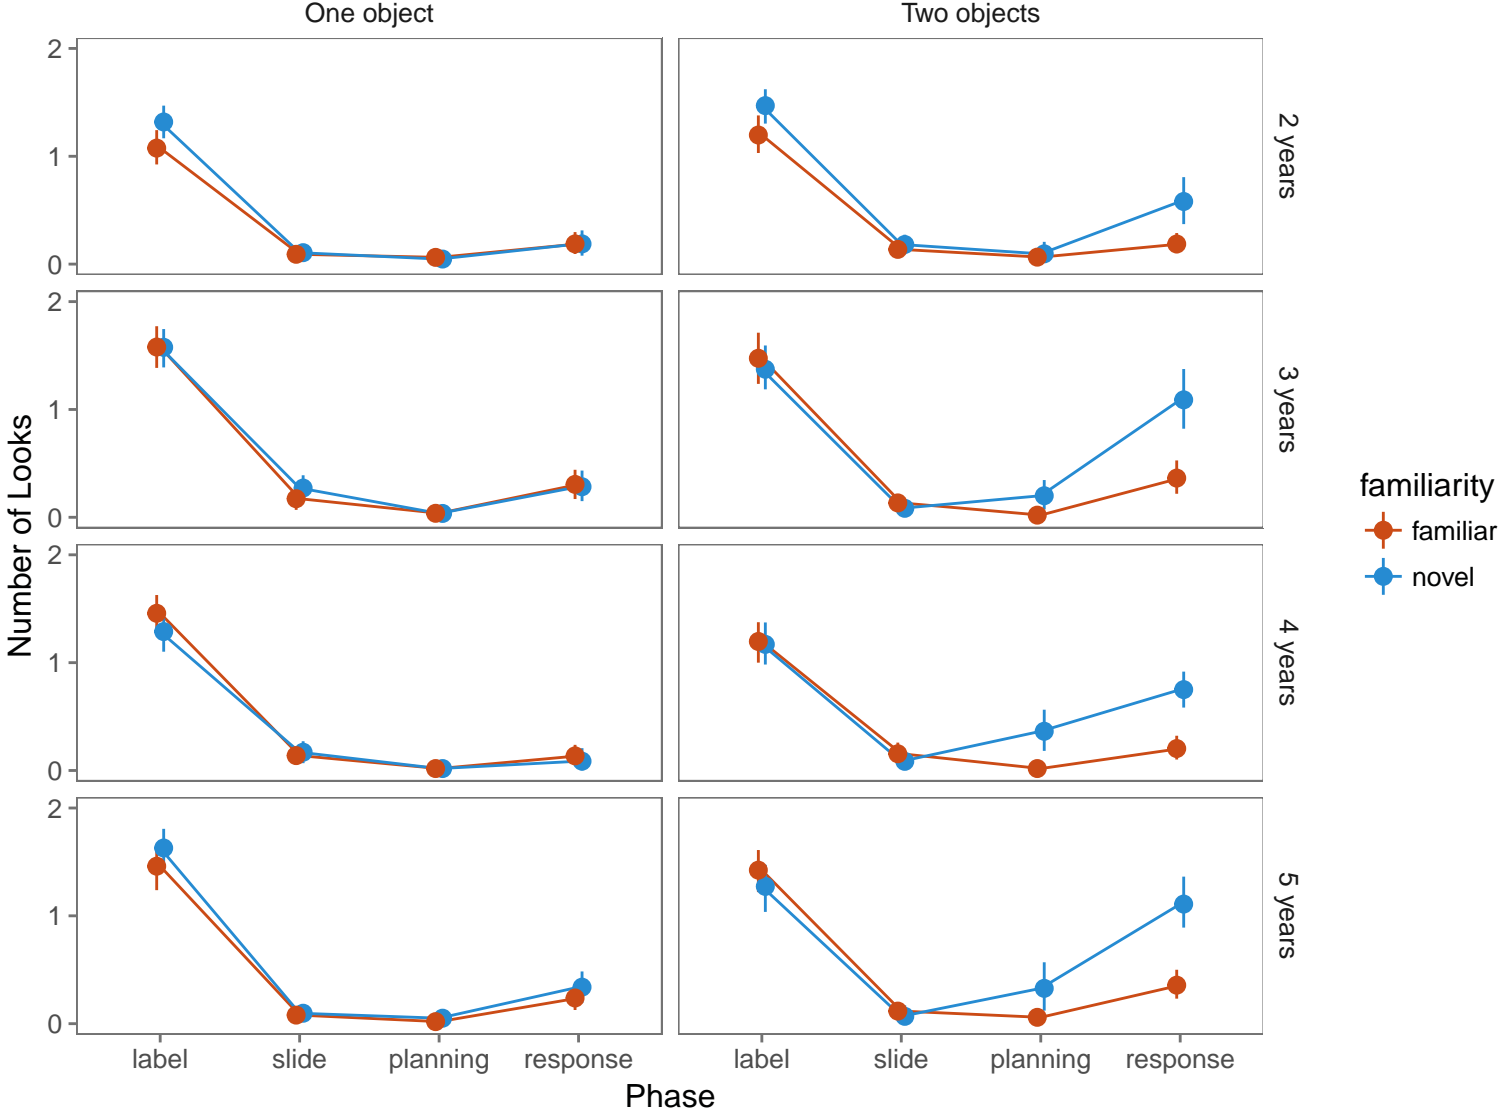 One object
Two objects
2
1
0
2 years
2
1
0
3 years
2
1
0
4 years
2
1
0
5 years
Number of Looks
label
slide
planning
response
label
slide
planning
response
Phase
familiarity
familiar
novel